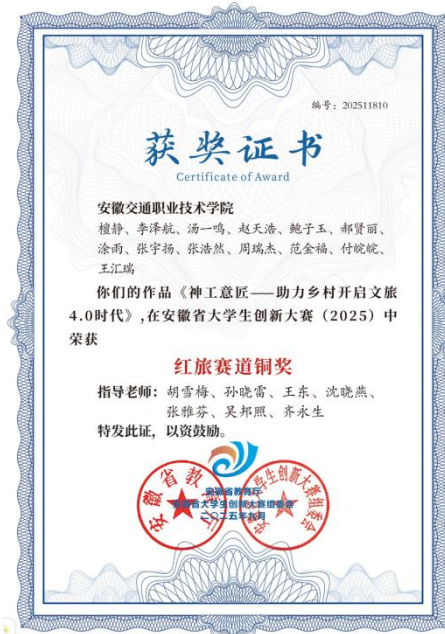 编号：202511810
获奖证书
Certificate of Award
安徽交通职业技术学院
檀静、李泽航、汤一鸣、赵天浩、鲍子玉、郝贤丽、
涂雨、张宇扬、张浩然、周瑞杰、范金福、付皖皖、
王汇瑞
你们的作品《神工意匠——助力乡村开启文旅
4.0时代》,在安徽省大学生创新大赛（2025）中
荣获
红旅赛道铜奖
指导老师：胡雪梅、孙晓雷、王东、沈晓燕、
张雅芬、吴邦照、齐永生
特发此证，以资鼓励。
安徽省教育厅
安徽省大学生创新大赛组委会
二〇二五年九月